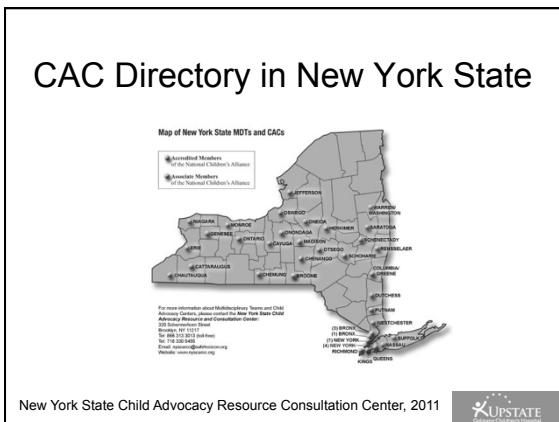 CAC Directory in New York State
Map of New York State MDTs and CACs
Accredited Members
of the National Children's Alliance
Associate Members
of the National Children's Alliance
JEFFERSON
OSWEGO
WARREN/
WASHINGTON
NIAGARA
MONROE
ONEIDA
HERKIMER
SARATOGA
GENESEE
ONTARIO
ONONDAGA
CAYUGA
MADISON
SCHENECTADY
RENSSELAER
ERIE
OTSEGO
SCHOHARIE
CHENANGO
CATTARAUGUS
CHAUTAUQUA
CHEMUNG
BROOME
COLUMBIA/
GREENE
DUTCHESS
PUTNAM
WESTCHESTER
(3) BRONX
(1) BRONX
(1) NEW YORK
(4) NEW YORK
RICHMOND
KINGS
QUEENS
NASSAU
SUFFOLK
For more information about Multidisciplinary Teams and Child
Advocacy Centers, please contact the New York State Child
Advocacy Resource and Consultation Center:
Brooklyn, NY 11217
New York State Child Advocacy Resource Consultation Center, 2011
UPSTATE
Golisano Children's Hospital